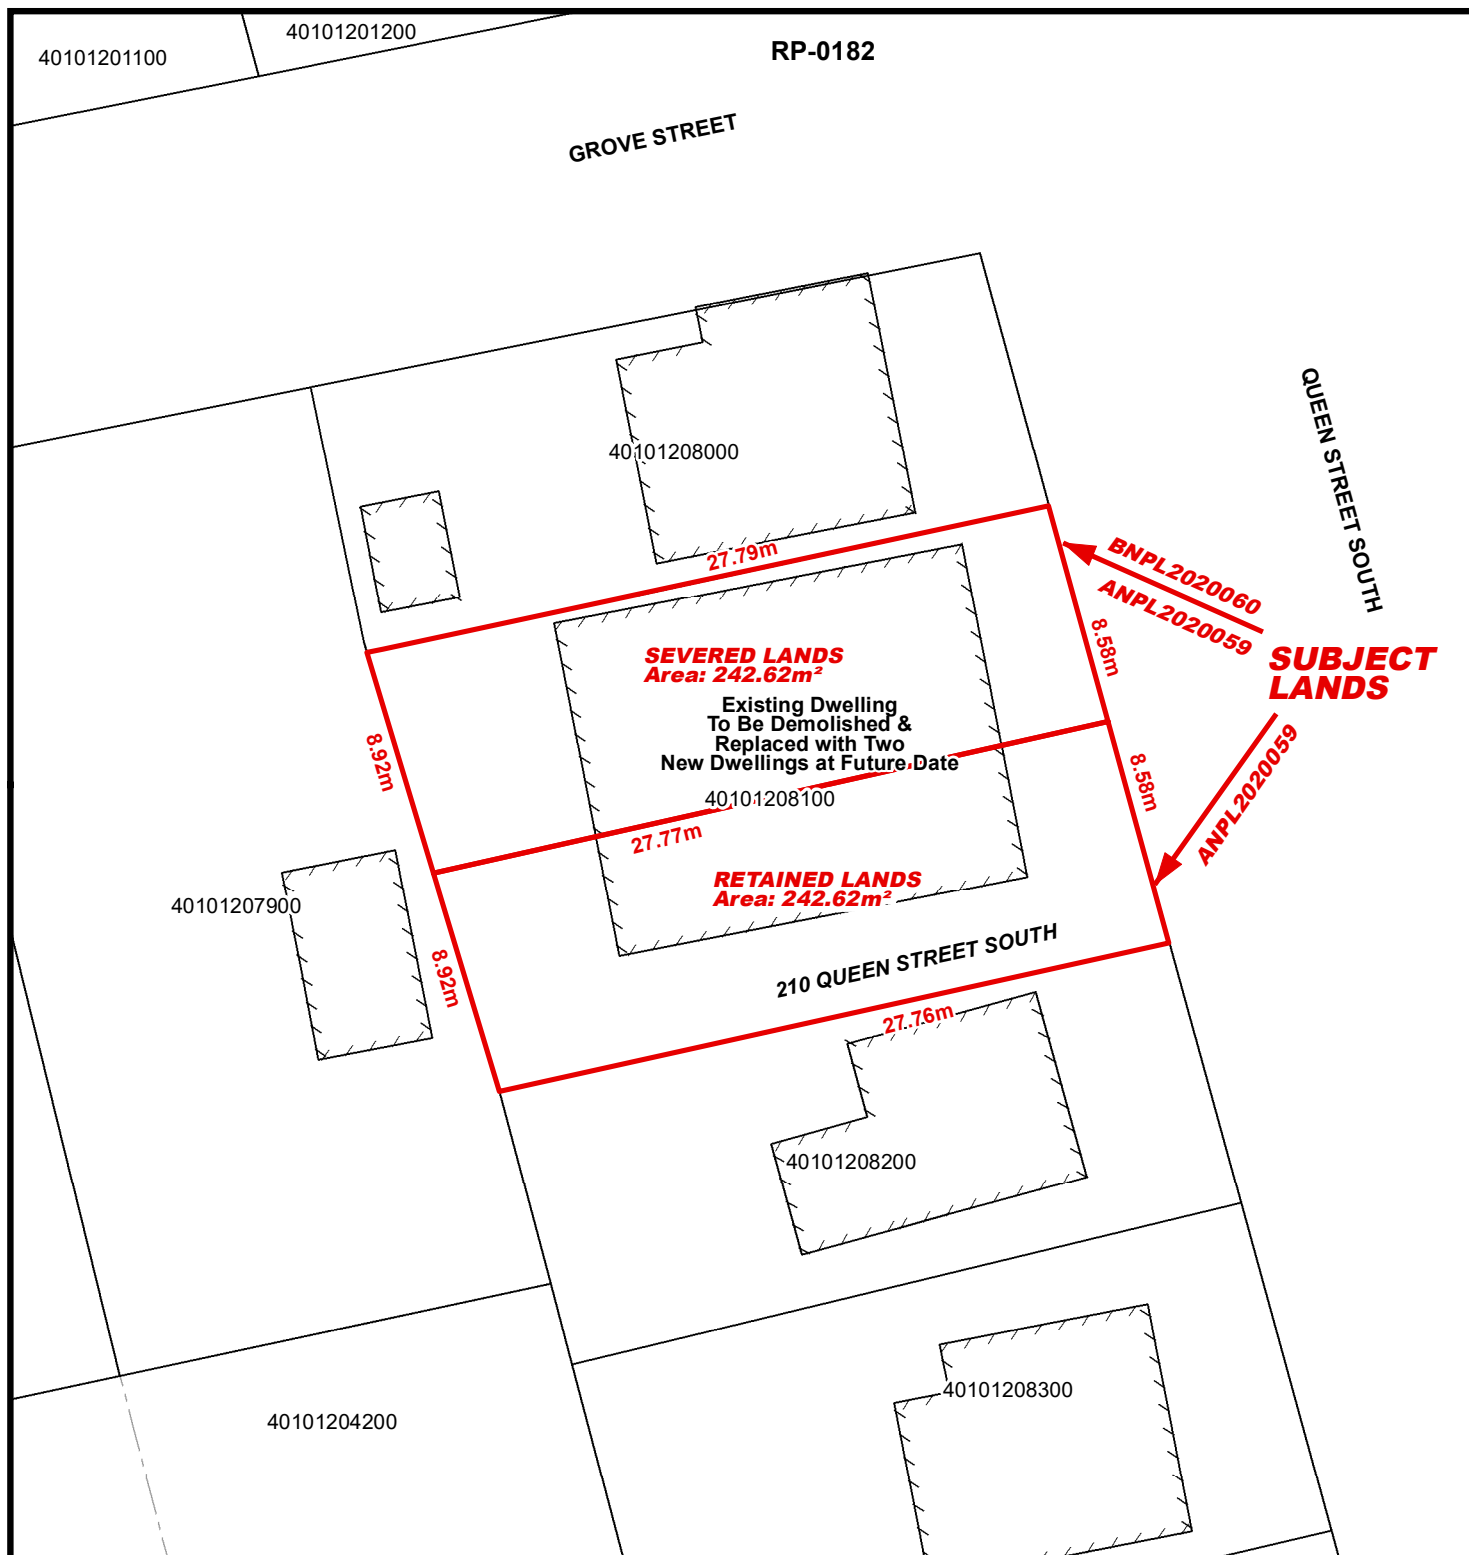 40101201100
40101201200
RP-0182
GROVE STREET
QUEEN STREET SOUTH
40101208000
27.79m
BNPL2020060
ANPL2020059
SUBJECT
LANDS
8.58m
SEVERED LANDS
Area: 242.62m²
Existing Dwelling
To Be Demolished &
Replaced with Two
New Dwellings at Future Date
40101208100
8.92m
8.58m
ANPL2020059
27.77m
RETAINED LANDS
Area: 242.62m²
40101207900
8.92m
210 QUEEN STREET SOUTH
27.76m
40101208200
40101208300
40101204200